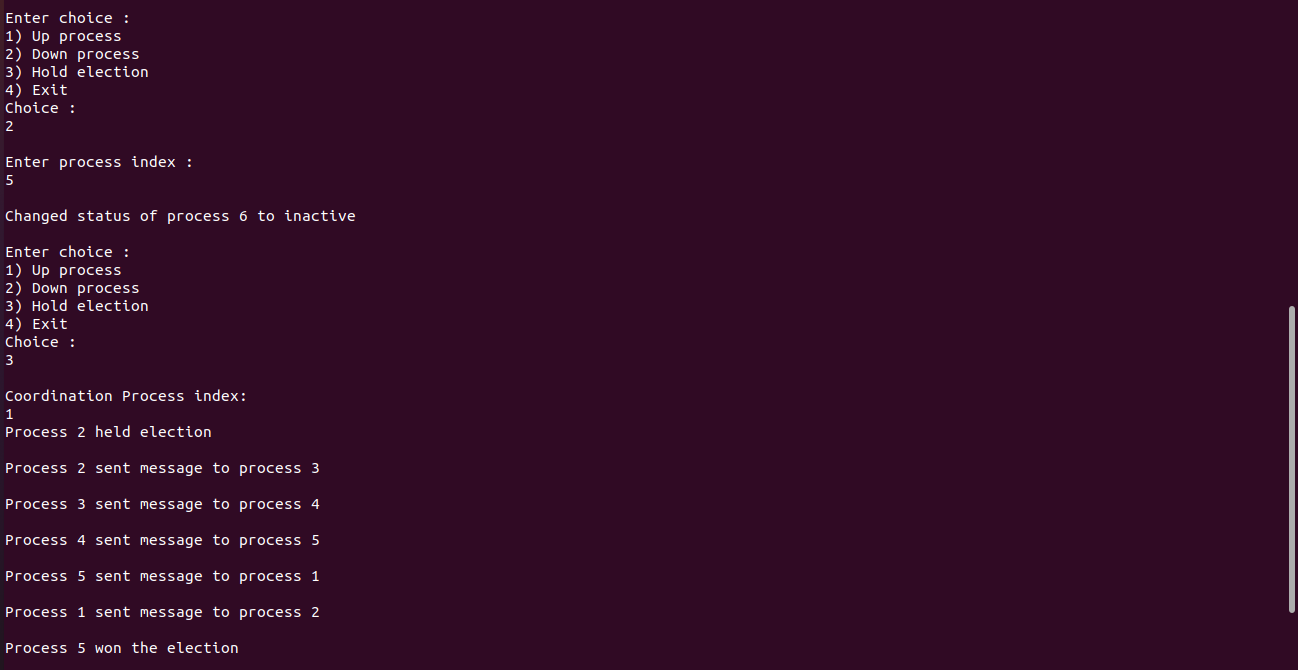 Enter choice :
1) Up process
2) Down process
3) Hold election
4) Exit
Choice :
2
Enter process index :
5
Changed status of process 6 to inactive
Enter choice :
1) Up process
2) Down process
3) Hold election
4) Exit
Choice :
3
Coordination Process index:
1
Process 2 held election
Process 2 sent message to process 3
Process 3 sent message to process 4
Process 4 sent message to process 5
Process 5 sent message to process 1
Process 1 sent message to process 2
Process 5 won the election